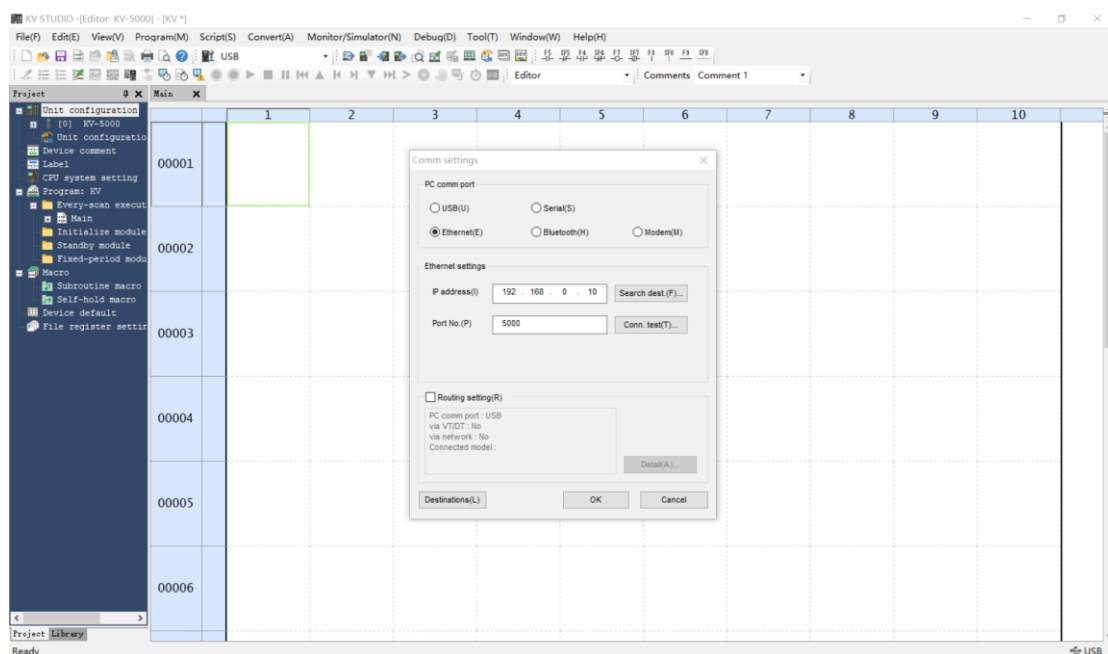 KV STUDIO -[Editor: KV-5000] - [KV *]
File(F) Edit(E) View(V) Program(M) Script(S) Convert(A) Monitor/Simulator(N) Debug(D) Tool(T) Window(W) Help(H)
USB
Editor Comments Comment 1
Project Main
Unit configuration
[0] KV-5000
Unit configuratio
Device comment
Label
CPU system setting
Program: KV
Every-scan execut
Main
Initialize module
Standby module
Fixed-period modu
Macro
Subroutine macro
Self-hold macro
Device default
File register settin
1 2 3 4 5 6 7 8 9 10
00001
00002
00003
00004
00005
00006
Comm settings
PC comm port
USB(U) Serial(S)
Ethernet(E) Bluetooth(H) Modem(M)
Ethernet settings
IP address(I) 192 . 168 . 0 . 10 Search dest.(F)...
Port No.(P) 5000 Conn. test(T)...
Routing setting(R)
PC comm port : USB
via VT/DT : No
via network : No
Connected model :
Detail(A)...
Destinations(L) OK Cancel
Project Library
Ready USB